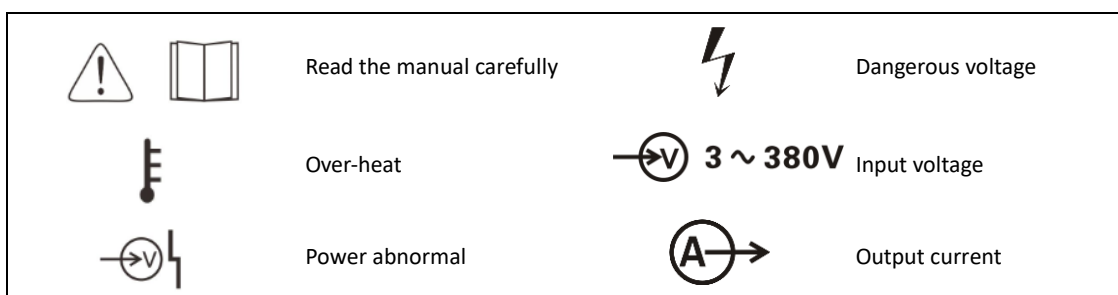 Read the manual carefully
Dangerous voltage
Over-heat
V 3 ~ 380V Input voltage
V Power abnormal
A Output current